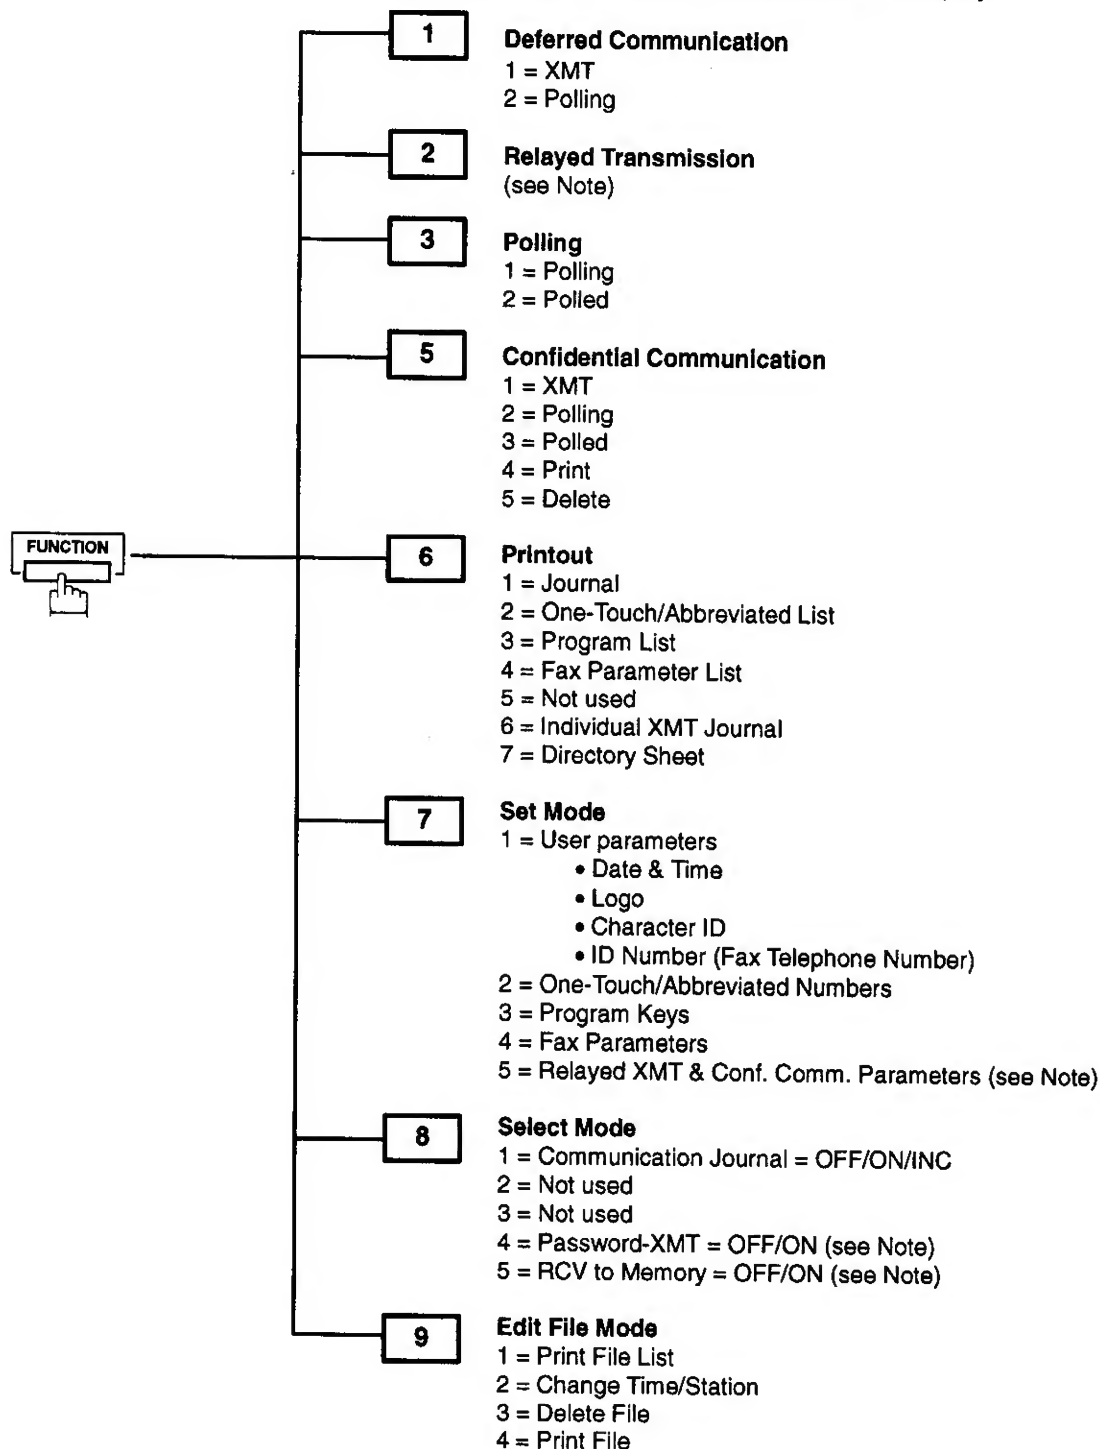 1
Deferred Communication
1 = XMT
2 = Polling
2
Relayed Transmission
(see Note)
3
Polling
1 = Polling
2 = Polled
5
Confidential Communication
1 = XMT
2 = Polling
3 = Polled
4 = Print
5 = Delete
FUNCTION
6
Printout
1 = Journal
2 = One-Touch/Abbreviated List
3 = Program List
4 = Fax Parameter List
5 = Not used
6 = Individual XMT Journal
7 = Directory Sheet
7
Set Mode
1 = User parameters
• Date & Time
• Logo
• Character ID
• ID Number (Fax Telephone Number)
2 = One-Touch/Abbreviated Numbers
3 = Program Keys
4 = Fax Parameters
5 = Relayed XMT & Conf. Comm. Parameters (see Note)
8
Select Mode
1 = Communication Journal = OFF/ON/INC
2 = Not used
3 = Not used
4 = Password-XMT = OFF/ON (see Note)
5 = RCV to Memory = OFF/ON (see Note)
9
Edit File Mode
1 = Print File List
2 = Change Time/Station
3 = Delete File
4 = Print File